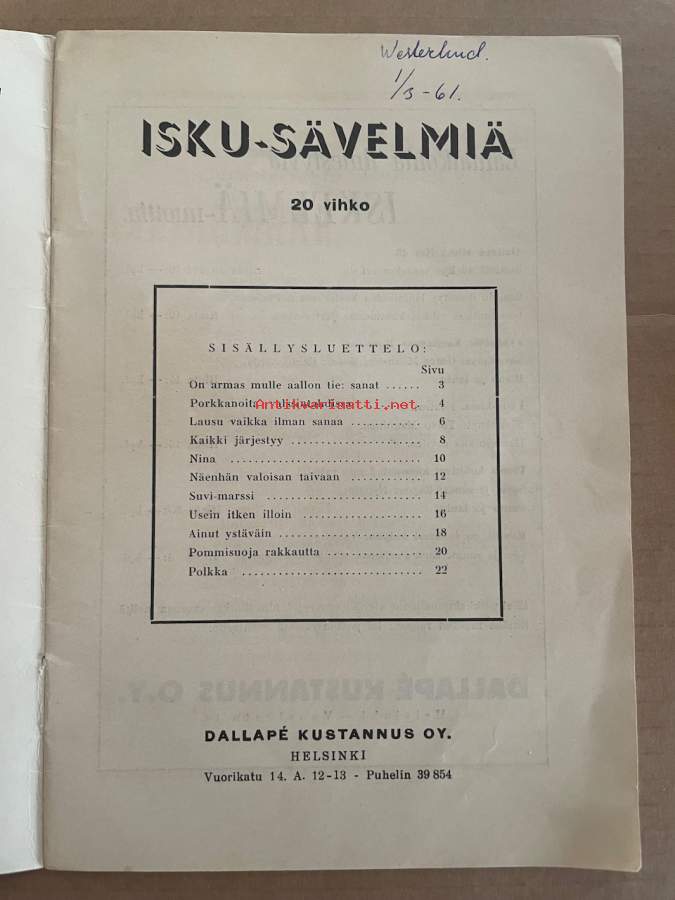 Westerlund.
1/3-61.
ISKU-SÄVELMIÄ
20 vihko
SISÄLLYSLUETTELO:
Sivu
On armas mulle aallon tie: sanat ...... 3
Porkkanoita 4
Antikvariaatti.net
Lausu vaikka ilman sanaa ............ 6
Kaikki järjestyy ...................... 8
Nina ................................ 10
Näenhän valoisan taivaan ............ 12
Suvi-marssi .......................... 14
Usein itken illoin .................... 16
Ainut ystäväin ........................ 18
Pommisuoja rakkautta ................ 20
Polkka .............................. 22
DALLAPÉ KUSTANNUS OY.
HELSINKI
Vuorikatu 14. A. 12-13 - Puhelin 39 854